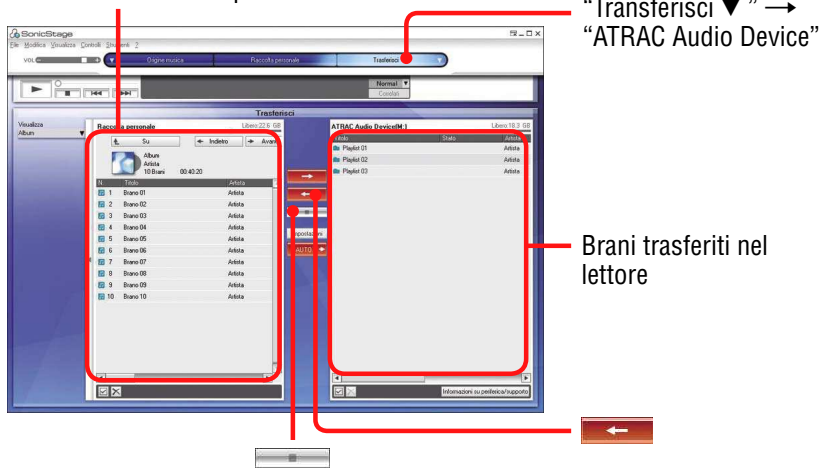 "Transferisci ▼ " →
"ATRAC Audio Device"
SonicStage
File Modifica Visualizza Controlli Strumenti ?
VOL
Origine musica
Raccolta personale
Trasferisci
Normal ▼
Correlati
Trasferisci
Visualizza
Album
Raccolta personale
Libero:22.6 GB
Su
Indietro
Avanti
Album
Artista
10 Brani 00:40:20
N. Titolo Artista
1 Brano 01 Artista
2 Brano 02 Artista
3 Brano 03 Artista
4 Brano 04 Artista
5 Brano 05 Artista
6 Brano 06 Artista
7 Brano 07 Artista
8 Brano 08 Artista
9 Brano 09 Artista
10 Brano 10 Artista
Impostazioni
AUTO
ATRAC Audio Device(M:)
Libero:18.3 GB
Titolo Stato Artista
Playlist 01 Artista
Playlist 02 Artista
Playlist 03 Artista
Informazioni su periferica/supporto
Brani trasferiti nel
lettore